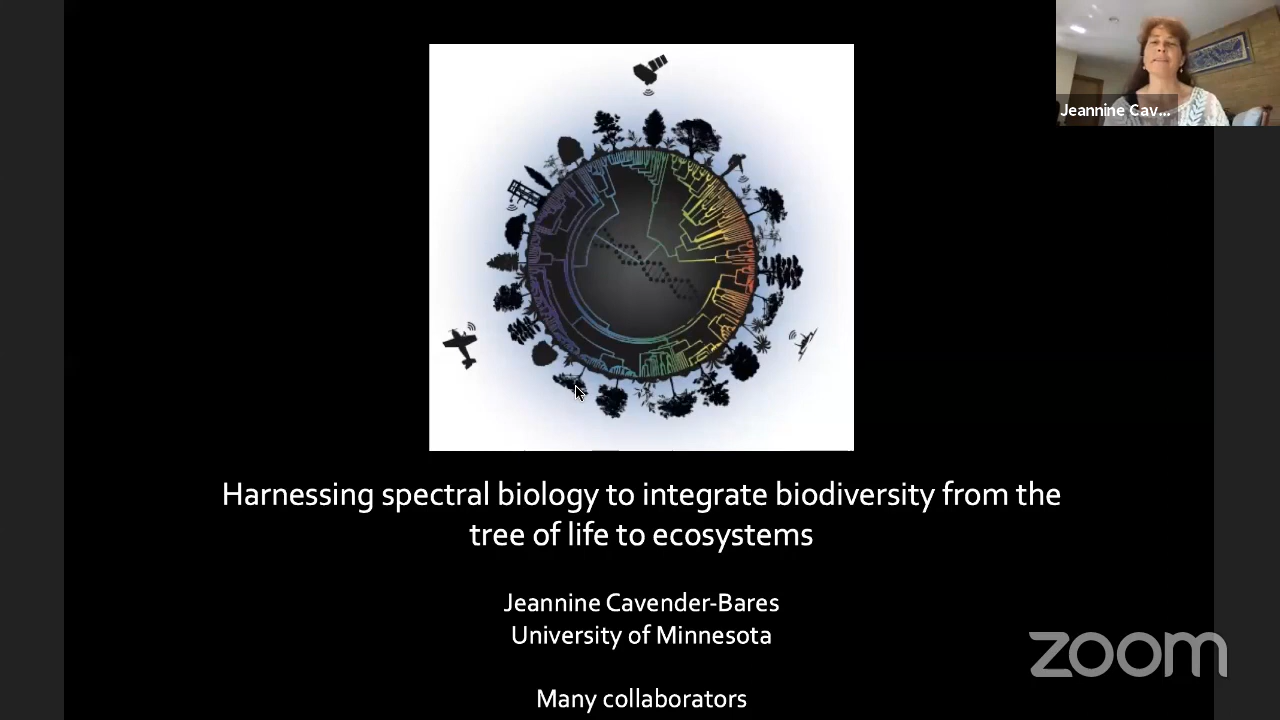 Jeannine Cav...
Harnessing spectral biology to integrate biodiversity from the
tree of life to ecosystems
Jeannine Cavender-Bares
University of Minnesota
Many collaborators
zoom